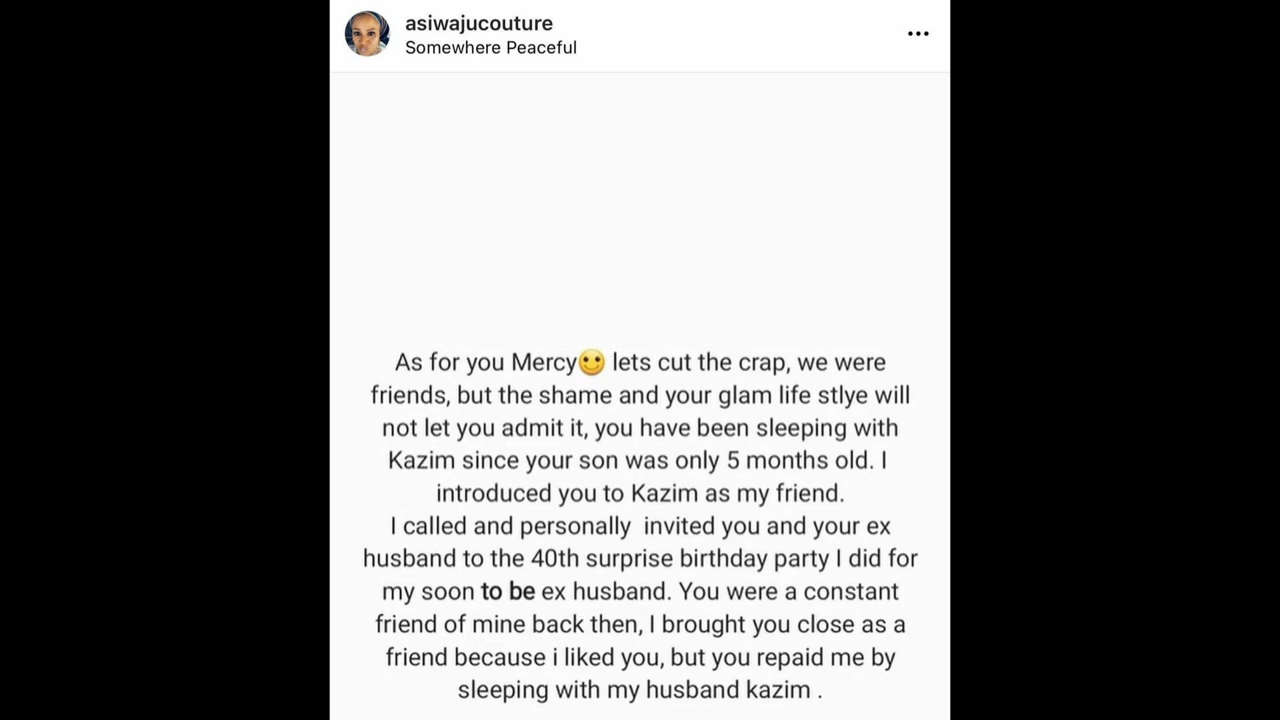 asiwajucouture
Somewhere Peaceful
As for you Mercy🙂 lets cut the crap, we were
friends, but the shame and your glam life stlye will
not let you admit it, you have been sleeping with
Kazim since your son was only 5 months old. I
introduced you to Kazim as my friend.
I called and personally  invited you and your ex
husband to the 40th surprise birthday party I did for
my soon to be ex husband. You were a constant
friend of mine back then, I brought you close as a
friend because i liked you, but you repaid me by
sleeping with my husband kazim .